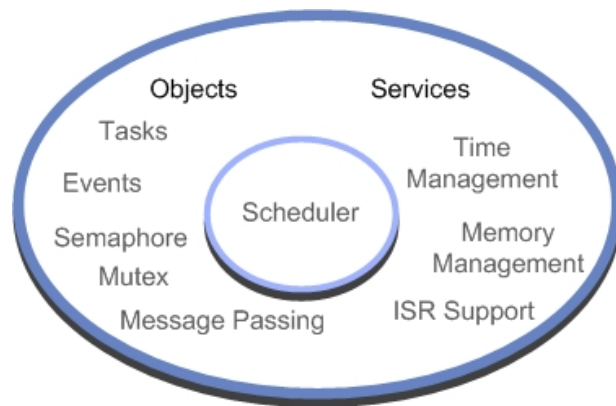 Objects
Services
Tasks
Events
Semaphore
Mutex
Message Passing
Scheduler
Time
Management
Memory
Management
ISR Support